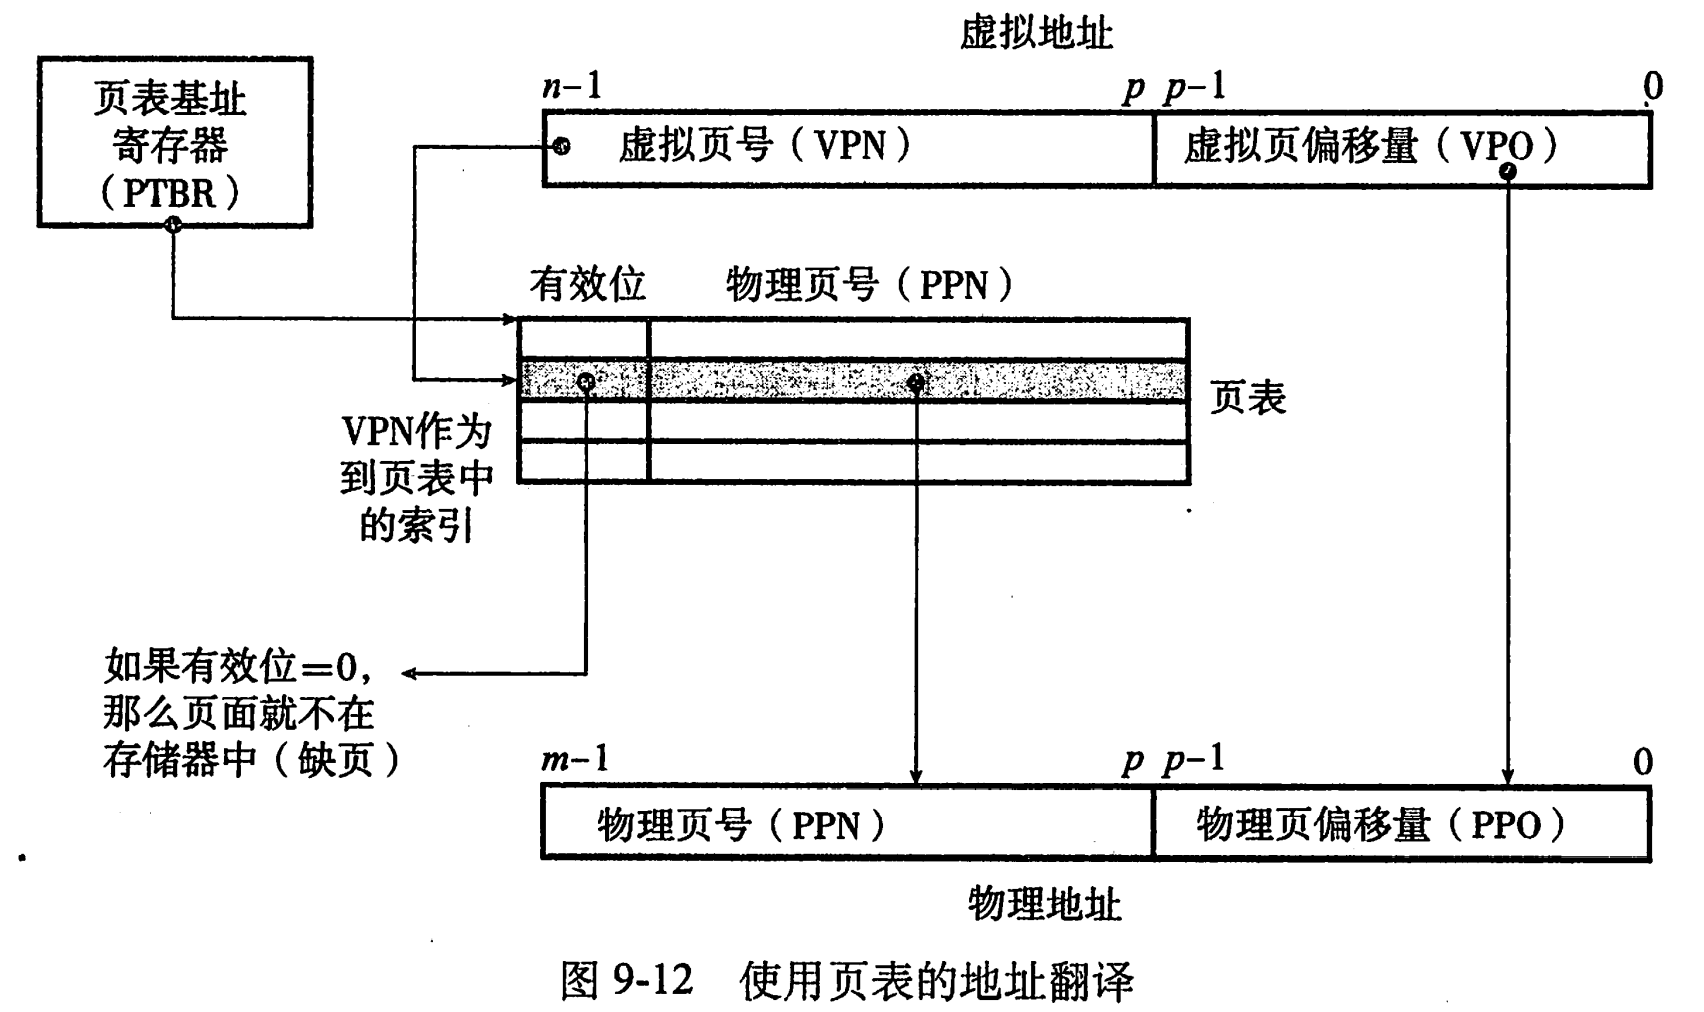 虚拟地址
n-1 p p-1 0
页表基址
寄存器
（PTBR）
虚拟页号（VPN） 虚拟页偏移量（VPO）
有效位 物理页号（PPN）
页表
VPN作为
到页表中
的索引
如果有效位=0,
那么页面就不在
存储器中（缺页）
m-1 p p-1 0
物理页号（PPN） 物理页偏移量（PPO）
物理地址
图 9-12 使用页表的地址翻译